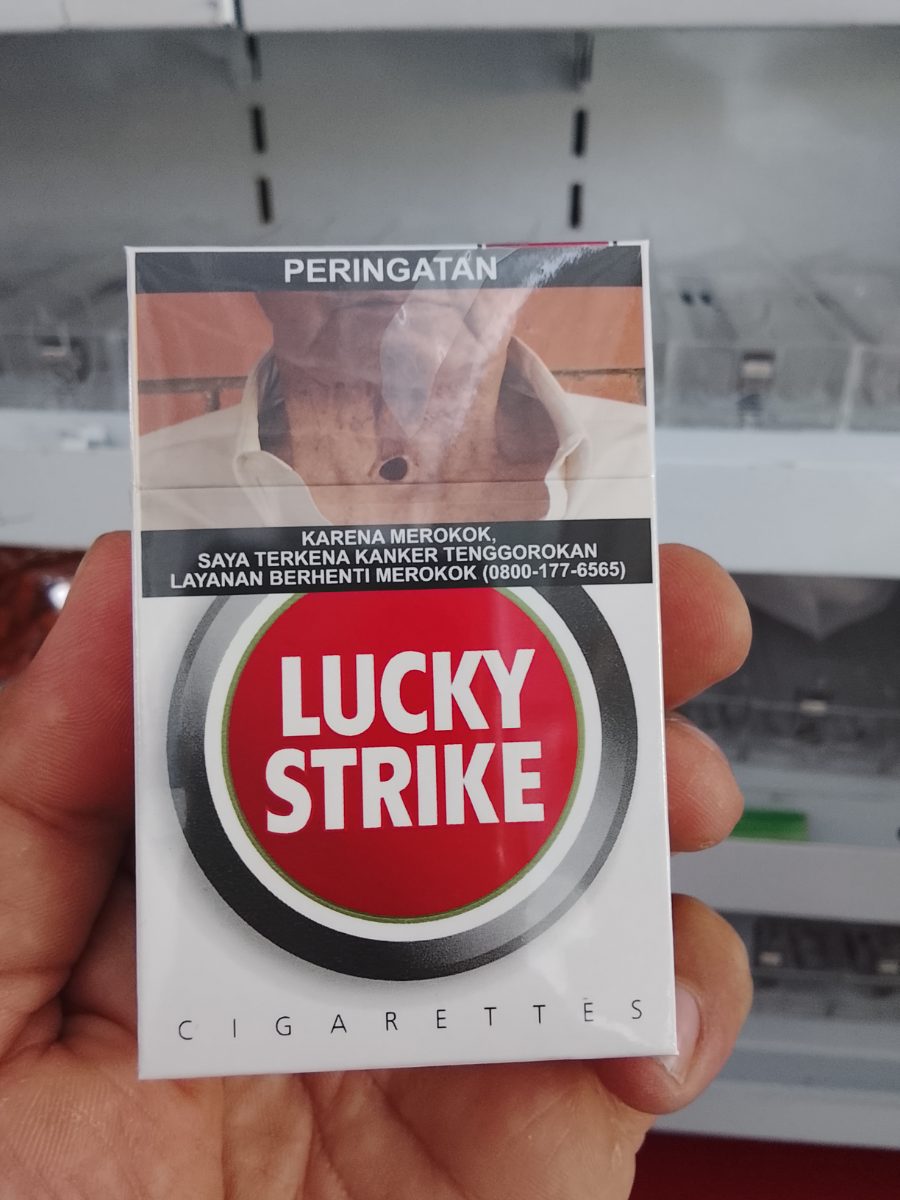 PERINGATAN
KARENA MEROKOK,
SAYA TERKENA KANKER TENGGOROKAN
LAYANAN BERHENTI MEROKOK (0800-177-6565)
LUCKY
STRIKE
CIGARETTES